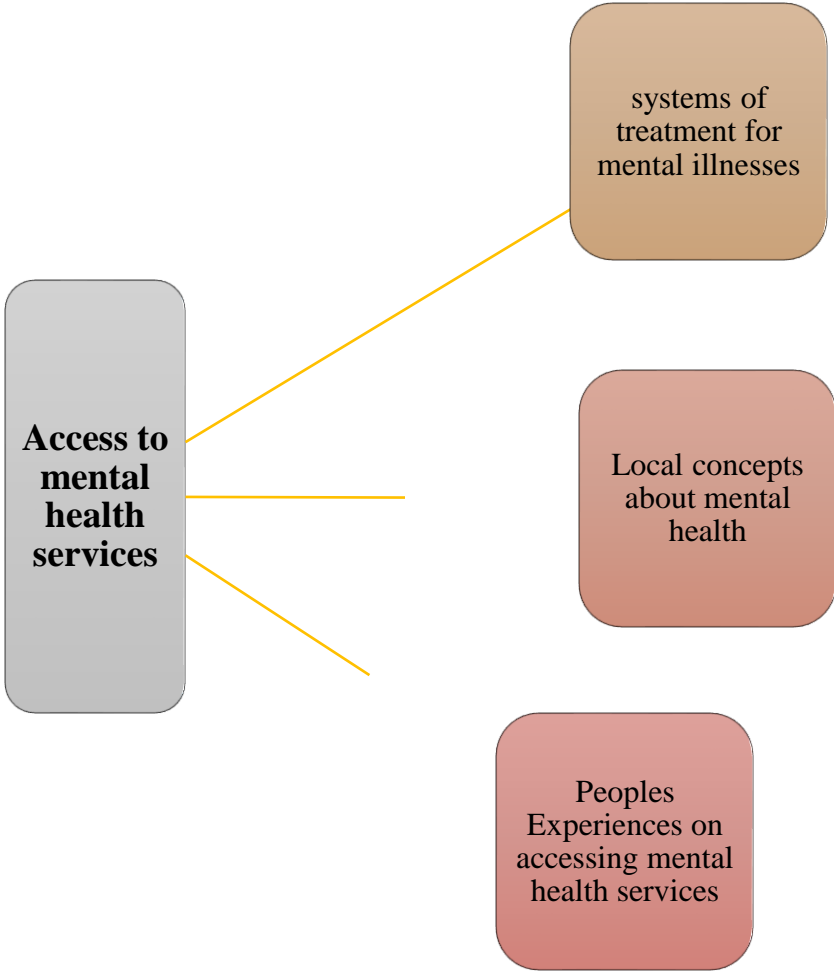 systems of
treatment for
mental illnesses
Access to
mental
health
services
Local concepts
about mental
health
Peoples
Experiences on
accessing mental
health services